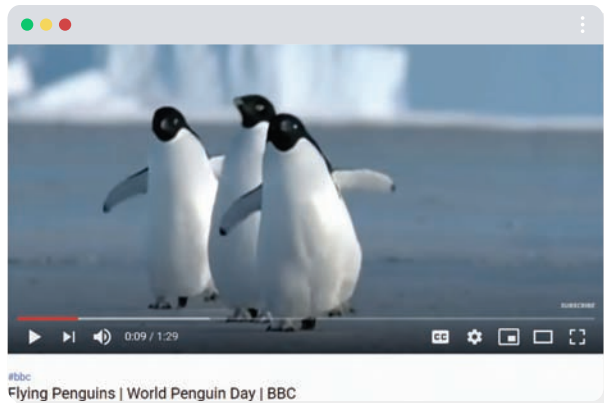 SUBSCRIBE
0:09 / 1:29
CC
#bbc
Flying Penguins | World Penguin Day | BBC